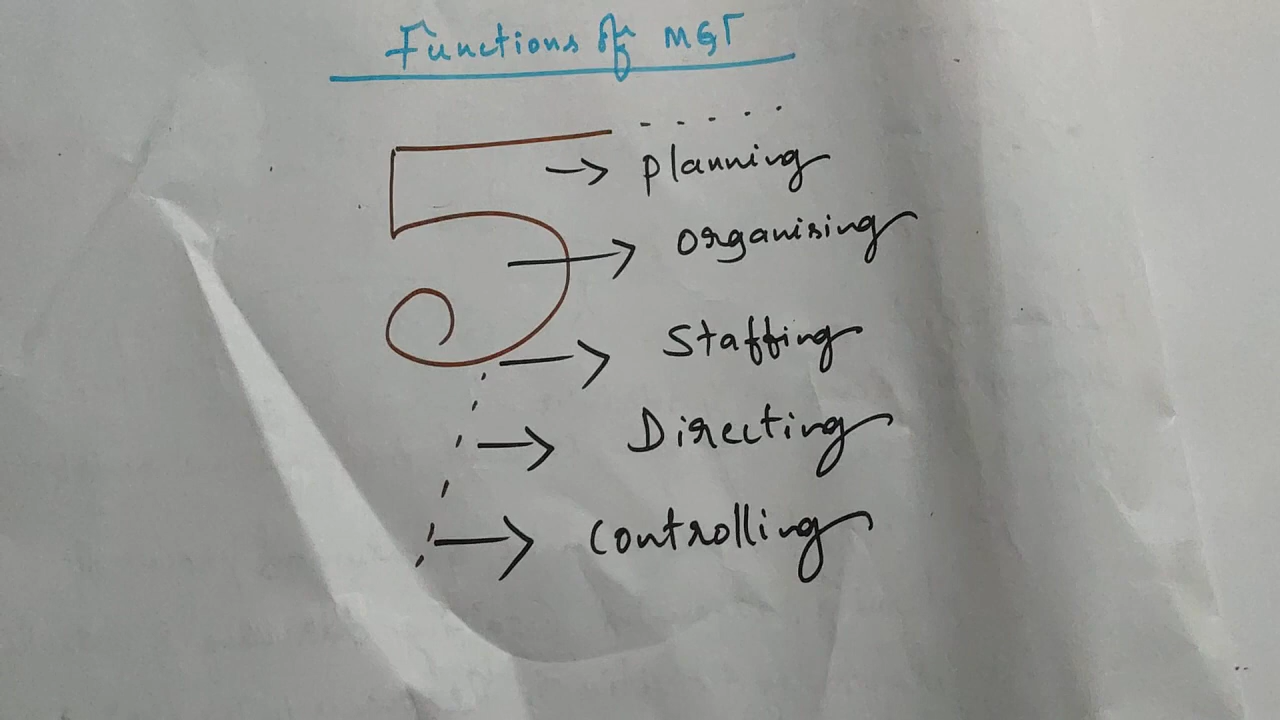 Functions of MGT
5
→ planning
→ organising
→ Staffing
→ Directing
→ Controlling